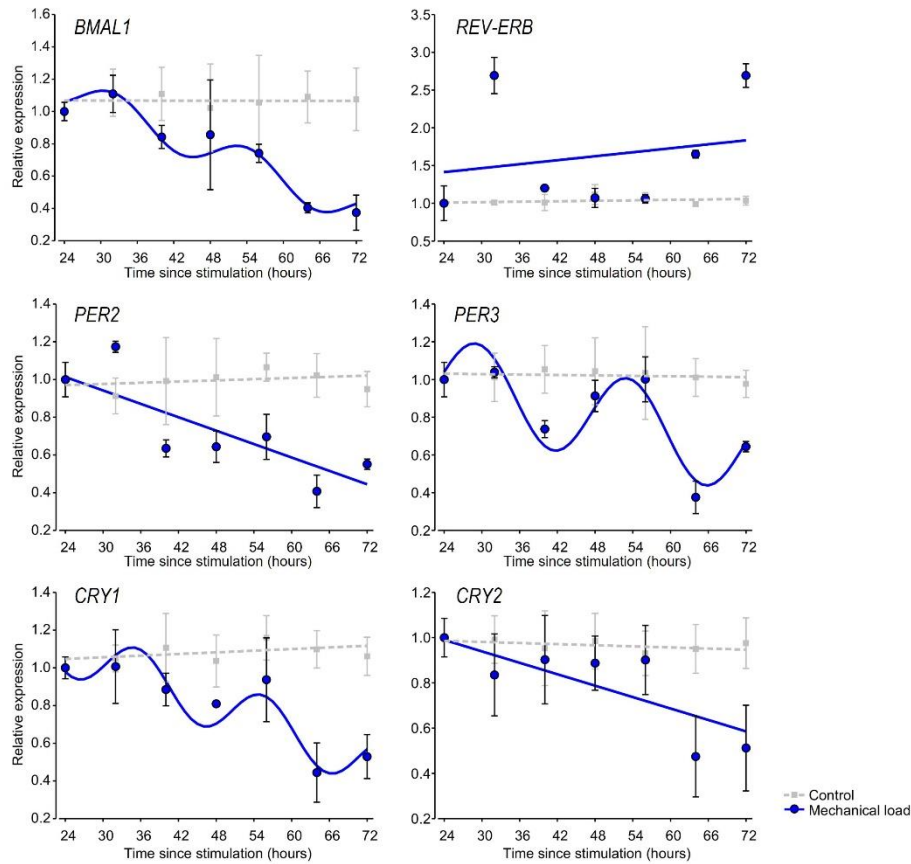 BMAL1
Relative expression
1.6
1.4
1.2
1.0
0.8
0.6
0.4
0.2
24 30 36 42 48 54 60 66 72
Time since stimulation (hours)
REV-ERB
3.5
3.0
2.5
2.0
1.5
1.0
0.5
24 30 36 42 48 54 60 66 72
Time since stimulation (hours)
PER2
Relative expression
1.4
1.2
1.0
0.8
0.6
0.4
0.2
24 30 36 42 48 54 60 66 72
Time since stimulation (hours)
PER3
1.4
1.2
1.0
0.8
0.6
0.4
0.2
24 30 36 42 48 54 60 66 72
Time since stimulation (hours)
CRY1
Relative expression
1.4
1.2
1.0
0.8
0.6
0.4
0.2
24 30 36 42 48 54 60 66 72
Time since stimulation (hours)
CRY2
1.2
1.0
0.8
0.6
0.4
0.2
24 30 36 42 48 54 60 66 72
Time since stimulation (hours)
Control
Mechanical load